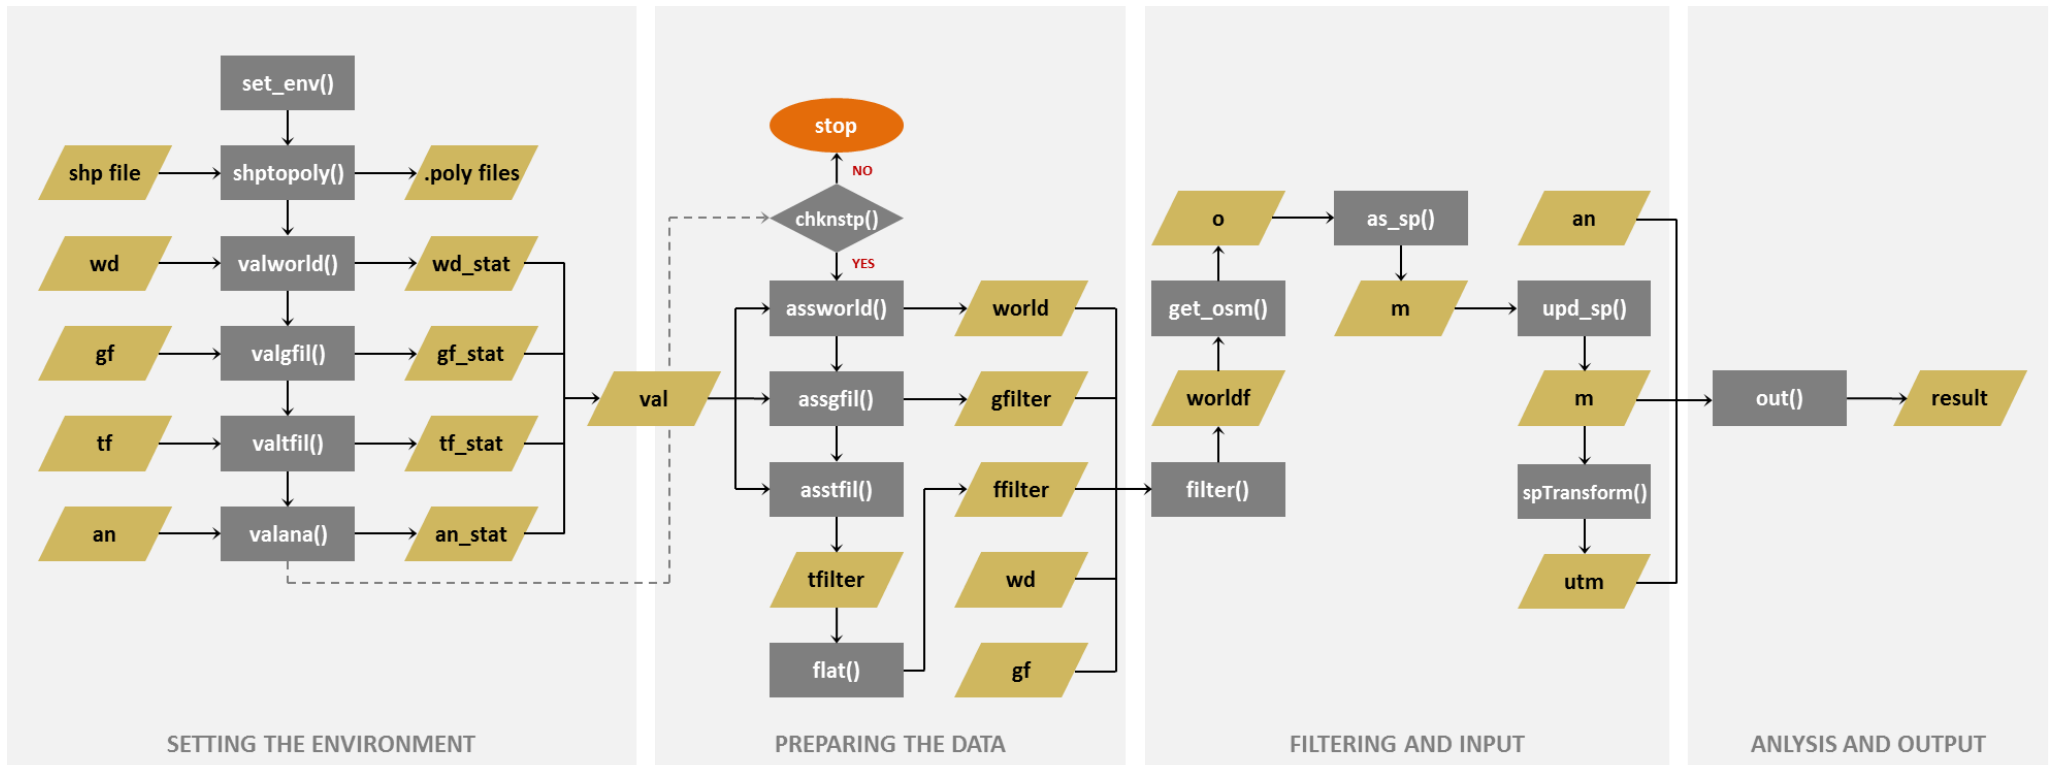 set_env()
shp file
shptopoly()
.poly files
wd
valworld()
wd_stat
gf
valgfil()
gf_stat
tf
valtfil()
tf_stat
an
valana()
an_stat
val
SETTING THE ENVIRONMENT
stop
NO
chknstp()
YES
assworld()
world
assgfil()
gfilter
asstfil()
ffilter
tfilter
wd
flat()
gf
PREPARING THE DATA
o
as_sp()
an
get_osm()
m
upd_sp()
worldf
m
filter()
spTransform()
utm
FILTERING AND INPUT
out()
result
ANLYSIS AND OUTPUT